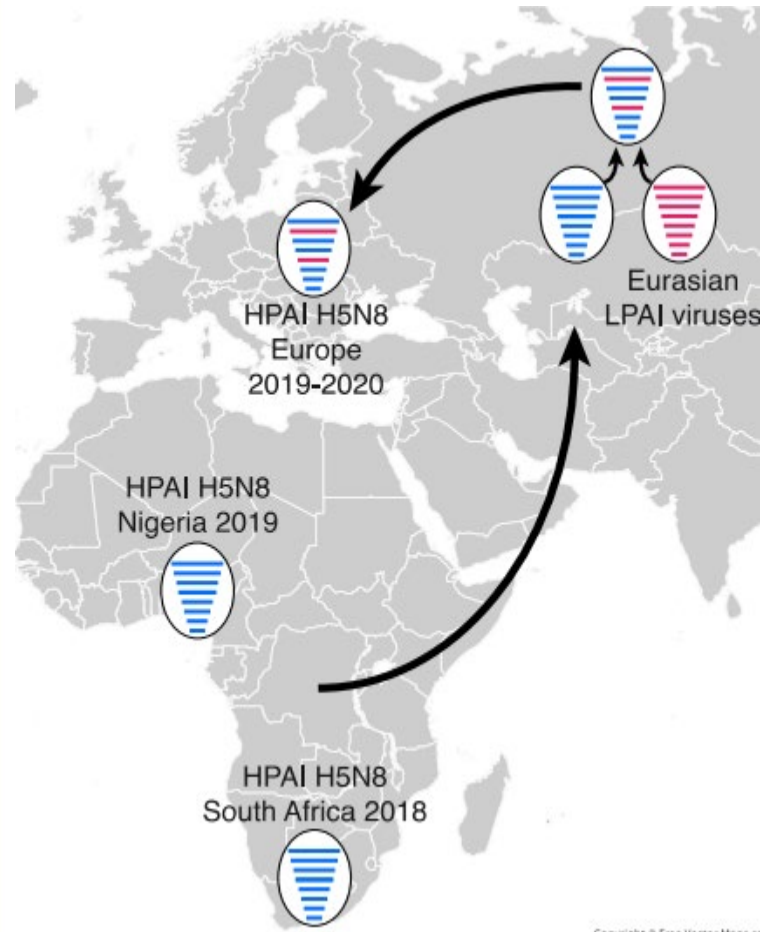 Eurasian
LPAI viruses
HPAI H5N8
Europe
2019-2020
HPAI H5N8
Nigeria 2019
HPAI H5N8
South Africa 2018